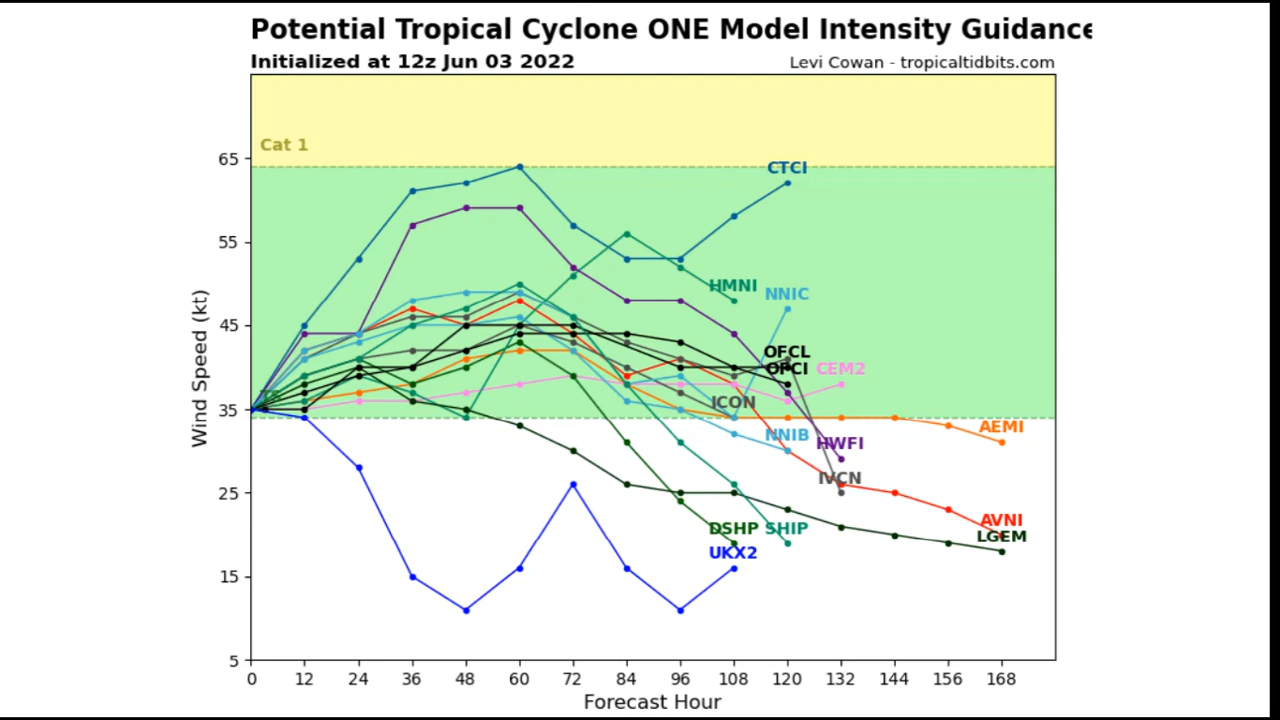 Potential Tropical Cyclone ONE Model Intensity Guidance
Initialized at 12z Jun 03 2022
Levi Cowan - tropicaltidbits.com
Cat 1
65
CTCI
55
HMNI
NNIC
45
OFCL
OFCI
CEM2
ICON
35
AEMI
NNIB
HWFI
IVCN
25
AVNI
DSHP
SHIP
LGEM
UKX2
15
5
Wind Speed (kt)
0 12 24 36 48 60 72 84 96 108 120 132 144 156 168
Forecast Hour